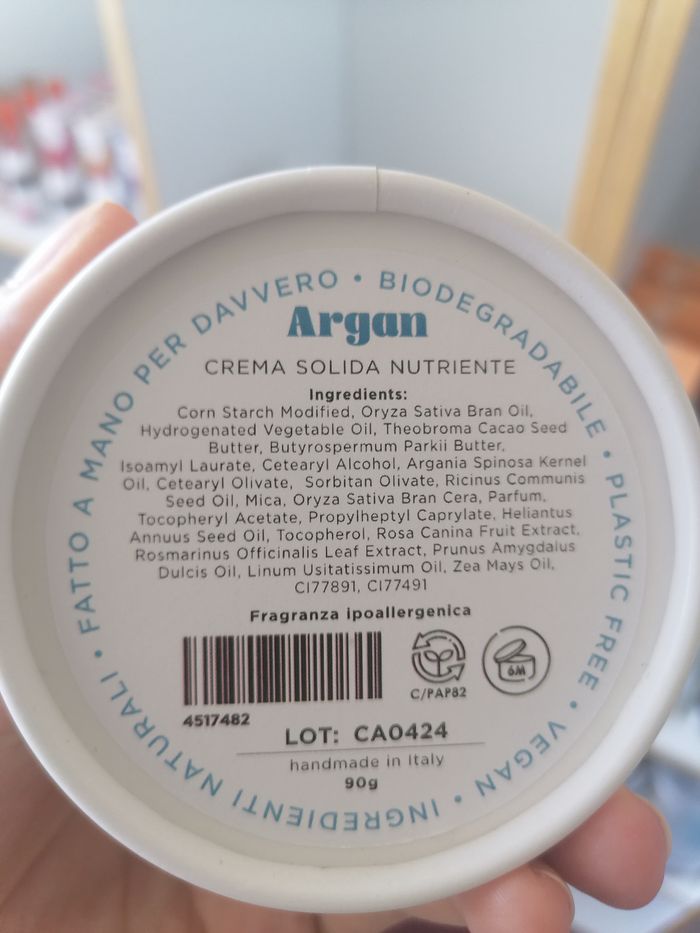 FATTO A MANO PER DAVVERO • BIODEGRADABILE • PLASTIC FREE • VEGAN • INGREDIENTI NATURALI •
Argan
CREMA SOLIDA NUTRIENTE
Ingredients:
Corn Starch Modified, Oryza Sativa Bran Oil,
Hydrogenated Vegetable Oil, Theobroma Cacao Seed
Butter, Butyrospermum Parkii Butter,
Isoamyl Laurate, Cetearyl Alcohol, Argania Spinosa Kernel
Oil, Cetearyl Olivate, Sorbitan Olivate, Ricinus Communis
Seed Oil, Mica, Oryza Sativa Bran Cera, Parfum,
Tocopheryl Acetate, Propylheptyl Caprylate, Heliantus
Annuus Seed Oil, Tocopherol, Rosa Canina Fruit Extract,
Rosmarinus Officinalis Leaf Extract, Prunus Amygdalus
Dulcis Oil, Linum Usitatissimum Oil, Zea Mays Oil,
CI77891, CI77491
Fragranza ipoallergenica
6M
C/PAP82
4517482
LOT: CA0424
handmade in Italy
90g